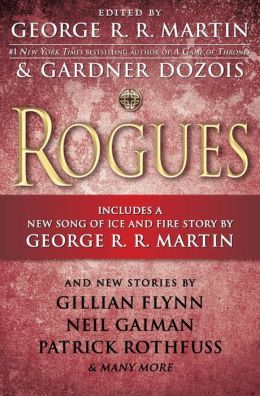 EDITED BY
GEORGE R. R. MARTIN
#1 New York Times BESTSELLING AUTHOR OF A GAME OF THRONES
& GARDNER DOZOIS
ROGUES
INCLUDES A
NEW SONG OF ICE AND FIRE STORY BY
GEORGE R. R. MARTIN
AND NEW STORIES BY
GILLIAN FLYNN
NEIL GAIMAN
PATRICK ROTHFUSS
& MANY MORE